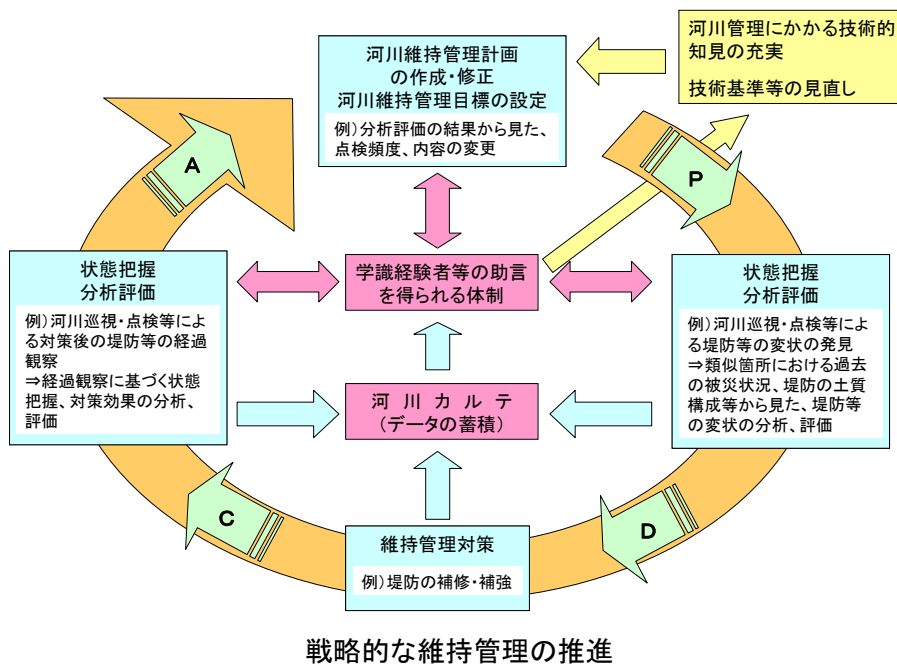 河川維持管理計画
の作成・修正
河川維持管理目標の設定
例)分析評価の結果から見た、
点検頻度、内容の変更
河川管理にかかる技術的
知見の充実
技術基準等の見直し
A
P
状態把握
分析評価
例)河川巡視・点検等によ
る対策後の堤防等の経過
観察
⇒経過観察に基づく状態
把握、対策効果の分析、
評価
学識経験者等の助言
を得られる体制
状態把握
分析評価
例)河川巡視・点検等に
よる堤防等の変状の発見
⇒類似箇所における過去
の被災状況、堤防の土質
構成等から見た、堤防等
の変状の分析、評価
河 川 カ ル テ
(データの蓄積)
C
D
維持管理対策
例)堤防の補修・補強
戦略的な維持管理の推進